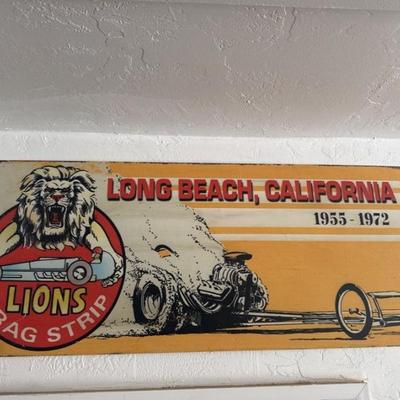 LONG BEACH, CALIFORNIA
1955 - 1972
LIONS
RAG STRIP